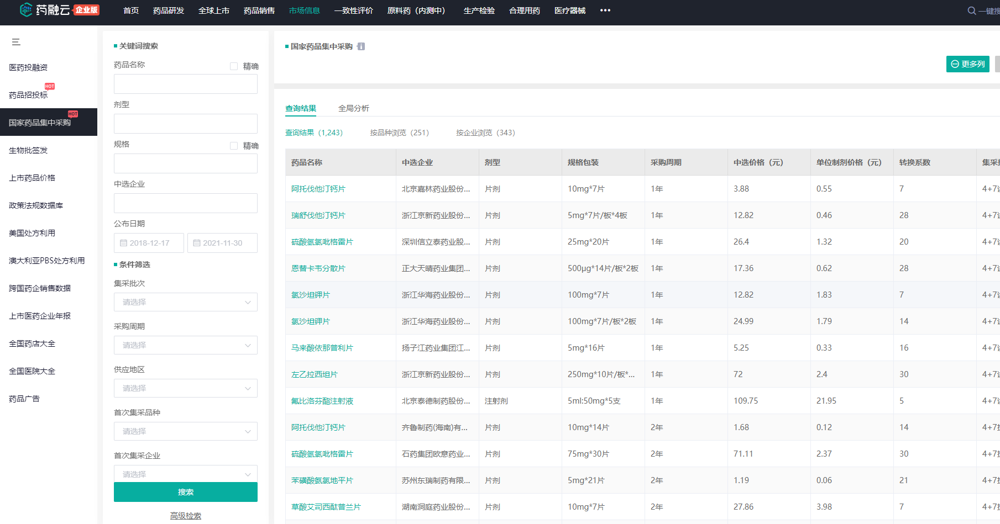 药融云 企业版 首页 药品研发 全球上市 药品销售 市场信息 一致性评价 原料药（内测中） 生产检验 合理用药 医疗器械 ••• 一键搜
医药投融资
药品招投标 HOT
国家药品集中采购 HOT
生物批签发
上市药品价格
政策法规数据库
美国处方利用
澳大利亚PBS处方利用
跨国药企销售数据
上市医药企业年报
全国药店大全
全国医院大全
药品广告
关键词搜索
药品名称 精确
剂型
规格 精确
中选企业
公布日期
2018-12-17 2021-11-30
条件筛选
集采批次
请选择
采购周期
请选择
供应地区
请选择
首次集采品种
请选择
首次集采企业
请选择
搜索
高级检索
国家药品集中采购
更多列
查询结果 全局分析
查询结果（1,243） 按品种浏览（251） 按企业浏览（343）
药品名称 中选企业 剂型 规格包装 采购周期 中选价格（元） 单位制剂价格（元） 转换系数 集采
阿托伐他汀钙片 北京嘉林药业股份... 片剂 10mg*7片 1年 3.88 0.55 7 4+7
瑞舒伐他汀钙片 浙江京新药业股份... 片剂 5mg*7片/板*4板 1年 12.82 0.46 28 4+7
硫酸氢氯吡格雷片 深圳信立泰药业股... 片剂 25mg*20片 1年 26.4 1.32 20 4+7
恩替卡韦分散片 正大天晴药业集团... 片剂 500μg*14片/板*2板 1年 17.36 0.62 28 4+7
氯沙坦钾片 浙江华海药业股份... 片剂 100mg*7片 1年 12.82 1.83 7 4+7
氯沙坦钾片 浙江华海药业股份... 片剂 100mg*7片/板*2板 1年 24.99 1.79 14 4+7
马来酸依那普利片 扬子江药业集团江... 片剂 5mg*16片 1年 5.25 0.33 16 4+7
左乙拉西坦片 浙江京新药业股份... 片剂 250mg*10片/板*... 1年 72 2.4 30 4+7
氟比洛芬酯注射液 北京泰德制药股份... 注射剂 5ml:50mg*5支 1年 109.75 21.95 5 4+7
阿托伐他汀钙片 齐鲁制药(海南)有... 片剂 10mg*14片 2年 1.68 0.12 14 4+7
硫酸氢氯吡格雷片 石药集团欧意药业... 片剂 75mg*30片 2年 71.11 2.37 30 4+7
苯磺酸氨氯地平片 苏州东瑞制药有限... 片剂 5mg*21片 2年 1.19 0.06 21 4+7
草酸艾司西酞普兰片 湖南洞庭药业股份... 片剂 10mg*7片 2年 27.86 3.98 7 4+7